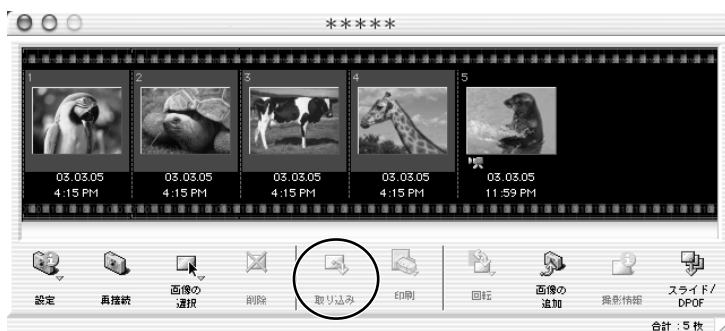 *****
1 2 3 4 5
03.03.05 03.03.05 03.03.05 03.03.05 03.03.05
4:15 PM 4:15 PM 4:15 PM 4:15 PM 11:59 PM
設定 再接続 画像の選択 削除 取り込み 印刷 回転 画像の追加 撮影情報 スライド/DPOF
合計:5枚